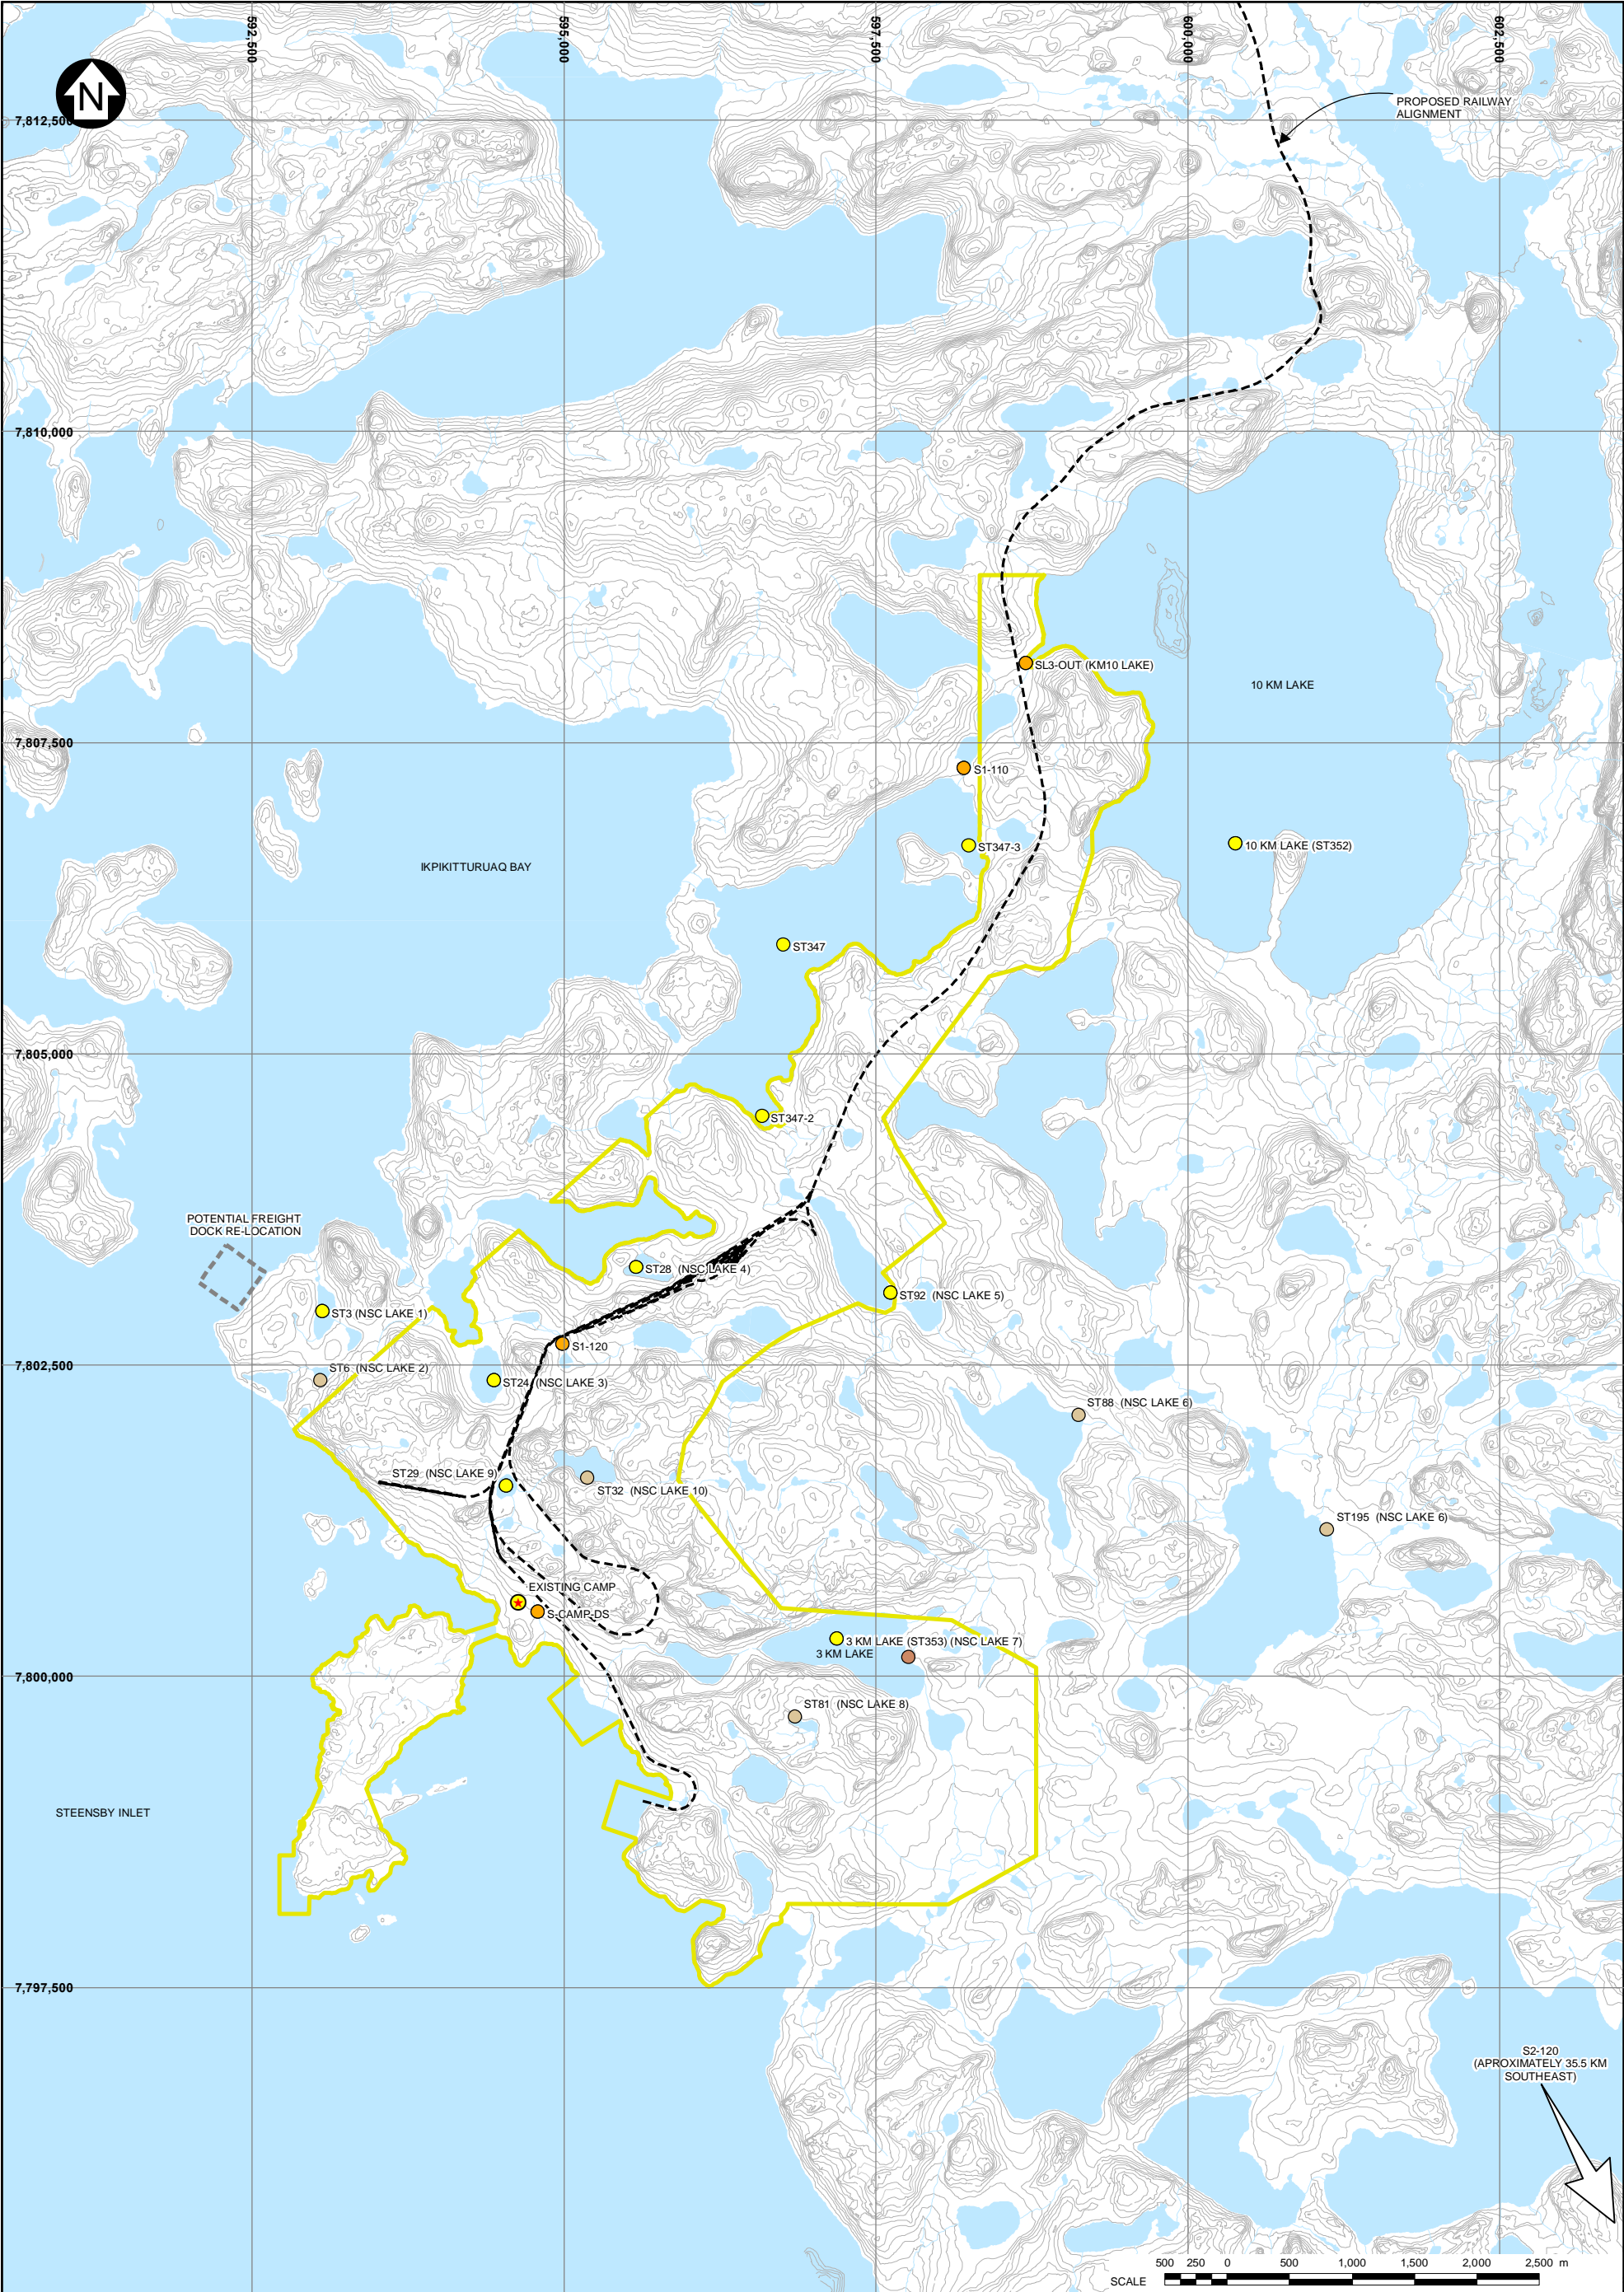 592,500
595,000
597,500
600,000
602,500
N
PROPOSED RAILWAY
ALIGNMENT
7,812,500
7,810,000
SL3-OUT (KM10 LAKE)
10 KM LAKE
7,807,500
S1-110
ST347-3
10 KM LAKE (ST352)
IKPIKITTURUAQ BAY
ST347
7,805,000
ST347-2
POTENTIAL FREIGHT
DOCK RE-LOCATION
ST28 (NSC LAKE 4)
ST92 (NSC LAKE 5)
ST3 (NSC LAKE 1)
S1-120
7,802,500
ST6 (NSC LAKE 2)
ST24 (NSC LAKE 3)
ST88 (NSC LAKE 6)
ST29 (NSC LAKE 9)
ST32 (NSC LAKE 10)
ST195 (NSC LAKE 6)
EXISTING CAMP
S-CAMP-DS
3 KM LAKE (ST353) (NSC LAKE 7)
3 KM LAKE
7,800,000
ST81 (NSC LAKE 8)
STEENSBY INLET
7,797,500
S2-120
(APROXIMATELY 35.5 KM
SOUTHEAST)
500 250 0 500 1,000 1,500 2,000 2,500 m
SCALE